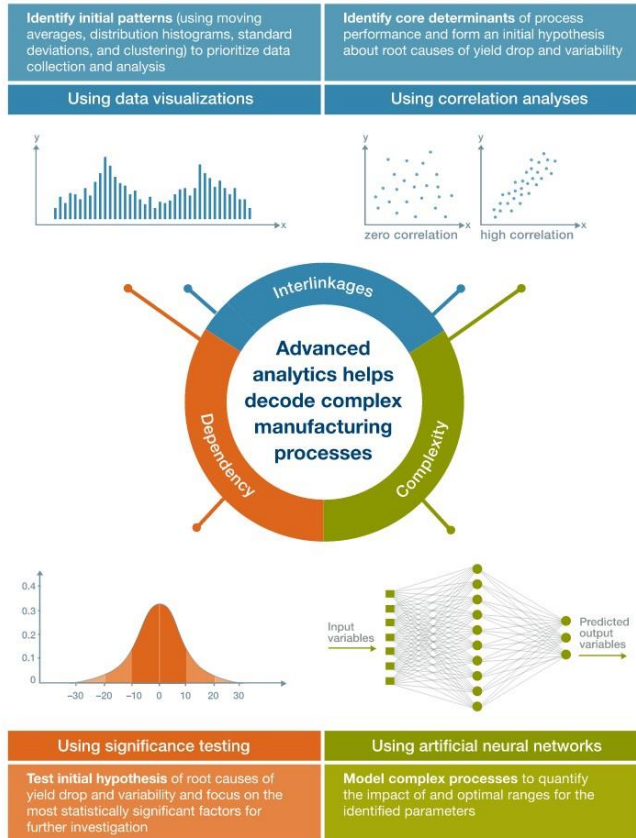 Identify initial patterns (using moving
averages, distribution histograms, standard
deviations, and clustering) to prioritize data
collection and analysis
Identify core determinants of process
performance and form an initial hypothesis
about root causes of yield drop and variability
Using data visualizations
Using correlation analyses
y
x
y
x
zero correlation
y
x
high correlation
Interlinkages
Dependency
Complexity
Advanced
analytics helps
decode complex
manufacturing
processes
0.4
0.3
0.2
0.1
0
−30
−20
−10
0
10
20
30
Input
variables
Predicted
output
variables
Using significance testing
Using artificial neural networks
Test initial hypothesis of root causes of
yield drop and variability and focus on the
most statistically significant factors for
further investigation
Model complex processes to quantify
the impact of and optimal ranges for the
identified parameters